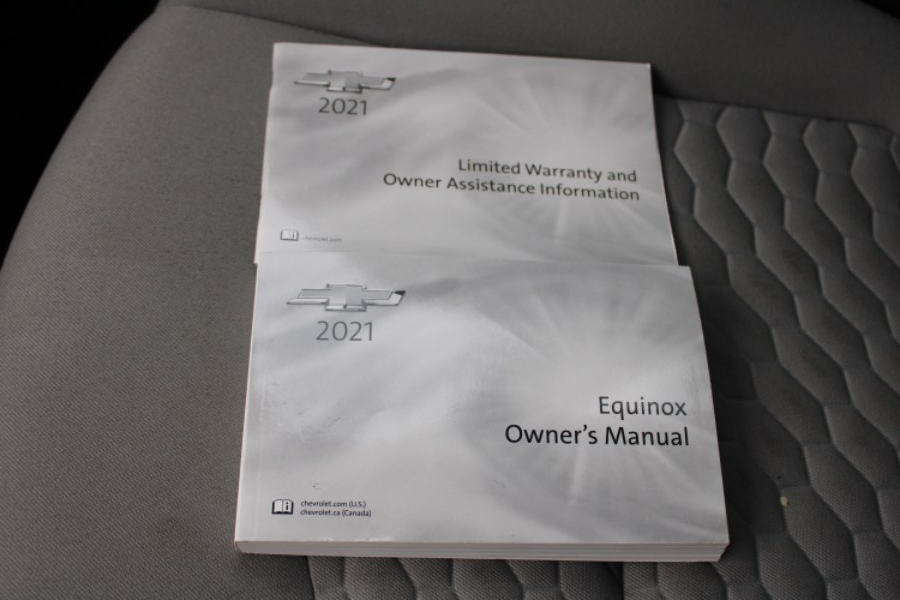 2021
Limited Warranty and
Owner Assistance Information
chevrolet.com
2021
Equinox
Owner's Manual
chevrolet.com (U.S.)
chevrolet.ca (Canada)